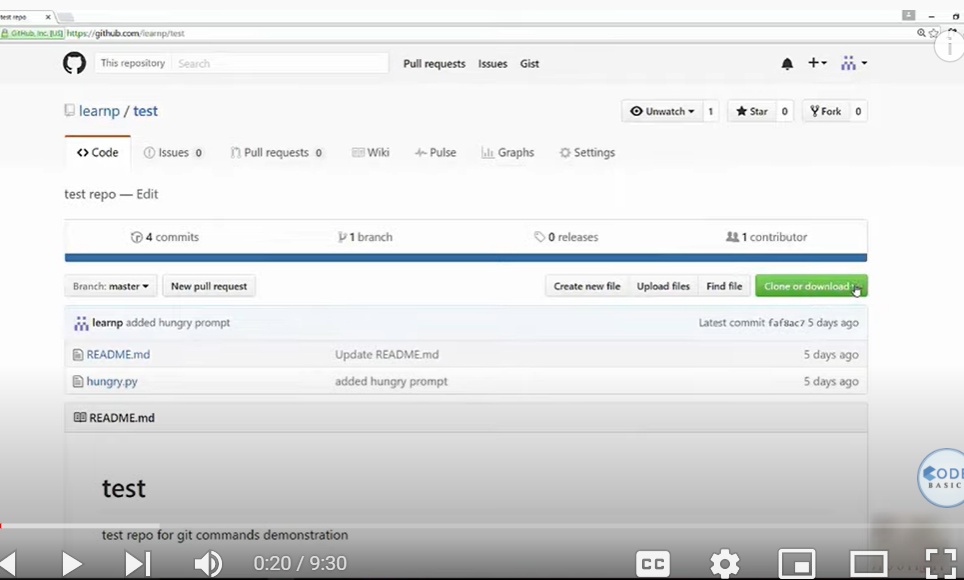 test repo
GitHub, Inc. [US] https://github.com/learnp/test
This repository Search Pull requests Issues Gist
learnp / test Unwatch 1 Star 0 Fork 0
Code Issues 0 Pull requests 0 Wiki Pulse Graphs Settings
test repo — Edit
4 commits 1 branch 0 releases 1 contributor
Branch: master New pull request Create new file Upload files Find file Clone or download
learnp added hungry prompt Latest commit faf8ac7 5 days ago
README.md Update README.md 5 days ago
hungry.py added hungry prompt 5 days ago
README.md
test
CODE
BASIC
test repo for git commands demonstration
0:20 / 9:30 CC